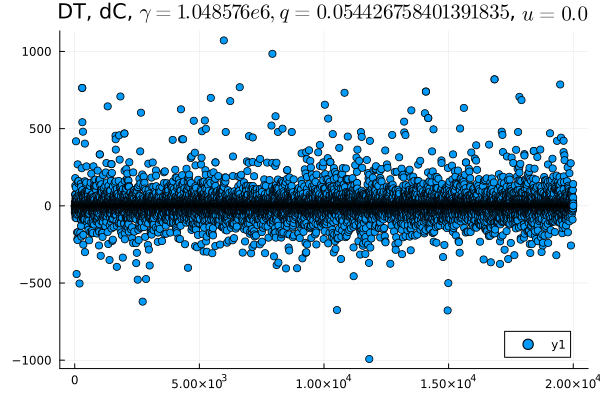 DT, dC, γ = 1.048576e6, q = 0.054426758401391835, u = 0.0
1000
500
0
−500
−1000
y1
0 5.00×10³ 1.00×10⁴ 1.50×10⁴ 2.00×10⁴